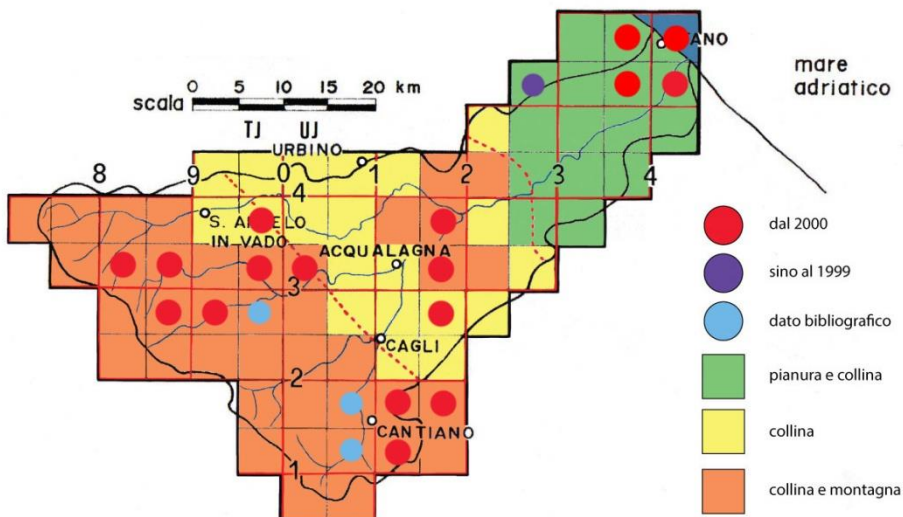 ANO
mare
adriatico
scala 0 5 10 15 20 km
TJ UJ
URBINO
8 9 0 1 2 3 4
4
S. A ELO
IN VADO
ACQUALAGNA
3
CAGLI
2
CANTIANO
1
dal 2000
sino al 1999
dato bibliografico
pianura e collina
collina
collina e montagna